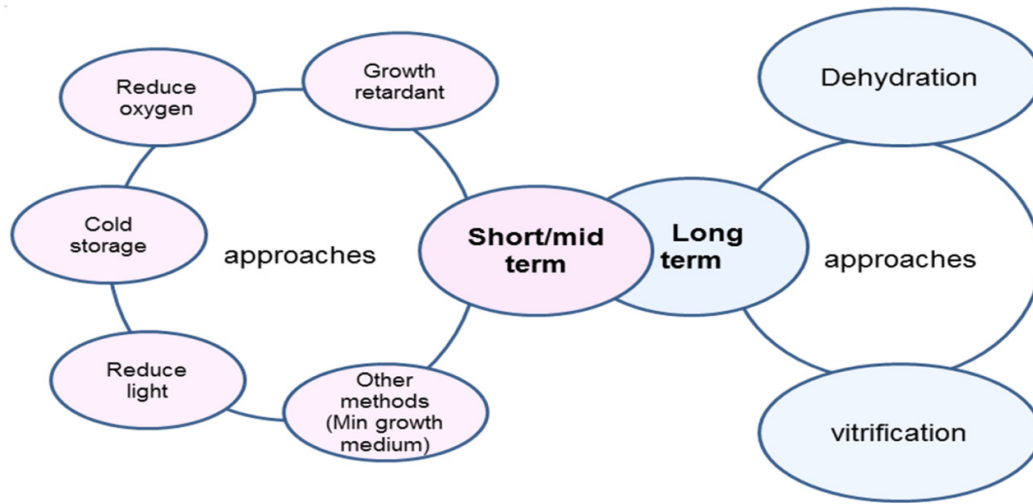 Growth
retardant
Reduce
oxygen
Cold
storage
Reduce
light
Other
methods
(Min growth
medium)
approaches
Short/mid
term
Long
term
approaches
Dehydration
vitrification